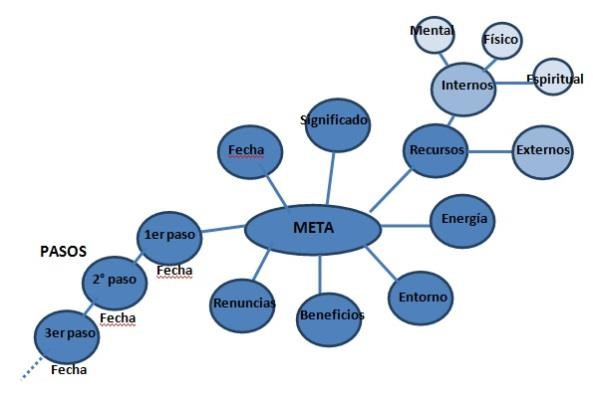 Mental
Físico
Internos
Espiritual
Significado
Fecha
Recursos
Externos
Energía
META
1er paso
Fecha
PASOS
2° paso
Fecha
Renuncias
Beneficios
Entorno
3er paso
Fecha